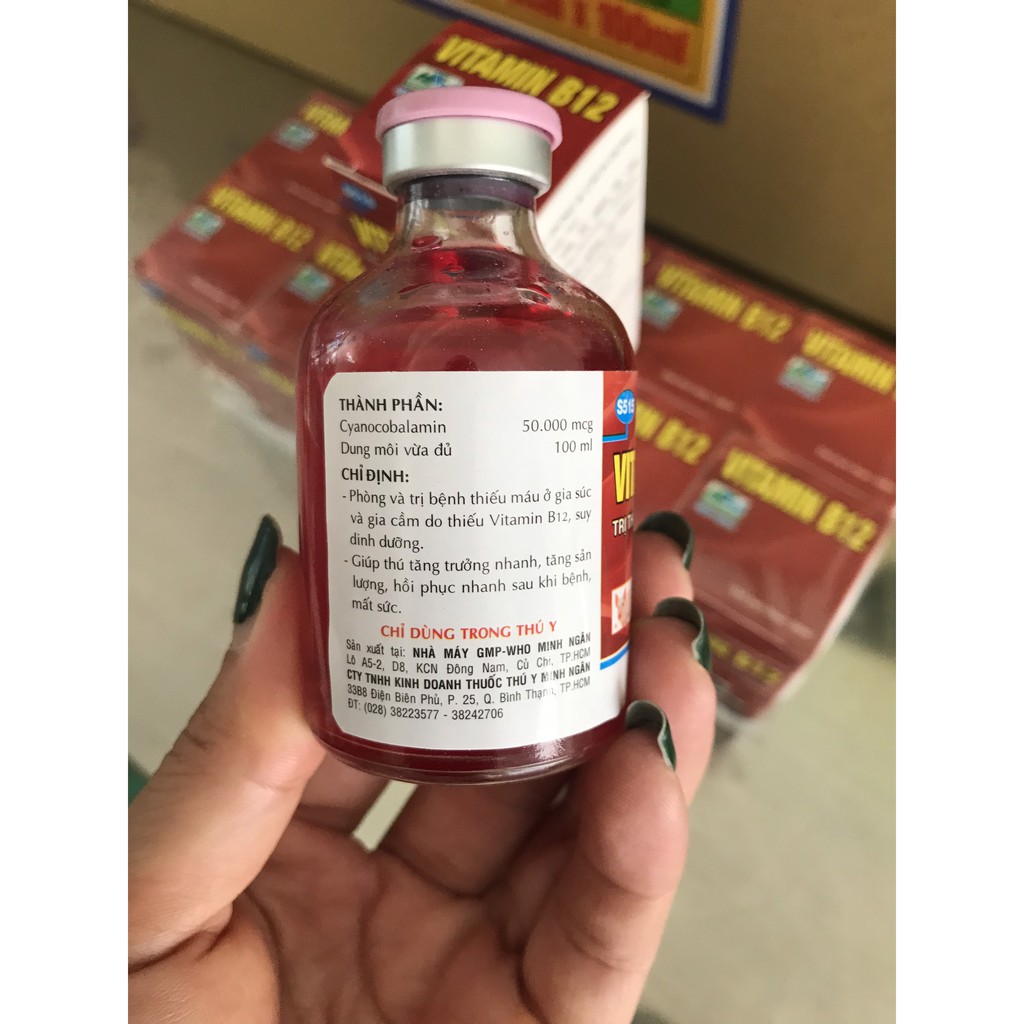 VITAMIN B12
VITAMIN B12
VITAMIN B12
VITAMIN B12
S515
THÀNH PHẦN:
Cyanocobalamin 50.000 mcg
Dung môi vừa đủ 100 ml
CHỈ ĐỊNH:
- Phòng và trị bệnh thiếu máu ở gia súc
và gia cầm do thiếu Vitamin B12, suy
dinh dưỡng.
- Giúp thú tăng trưởng nhanh, tăng sản
lượng, hồi phục nhanh sau khi bệnh,
mất sức.
CHỈ DÙNG TRONG THÚ Y
Sản xuất tại: NHÀ MÁY GMP-WHO MINH NGÂN
Lô A5-2, D8, KCN Đông Nam, Củ Chi, TP.HCM
CTY TNHH KINH DOANH THUỐC THÚ Y MINH NGÂN
33B8 Điện Biên Phủ, P. 25, Q. Bình Thạnh, TP.HCM
ĐT: (028) 38223577 - 38242706